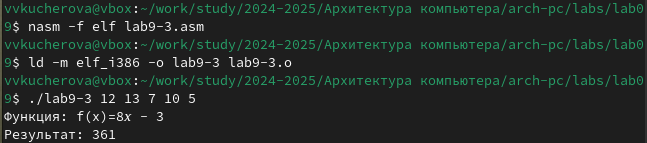 vvkucherova@vbox:~/work/study/2024-2025/Архитектура компьютера/arch-pc/labs/lab0
9$ nasm -f elf lab9-3.asm
vvkucherova@vbox:~/work/study/2024-2025/Архитектура компьютера/arch-pc/labs/lab0
9$ ld -m elf_i386 -o lab9-3 lab9-3.o
vvkucherova@vbox:~/work/study/2024-2025/Архитектура компьютера/arch-pc/labs/lab0
9$ ./lab9-3 12 13 7 10 5
Функция: f(x)=8𝑥 − 3
Результат: 361